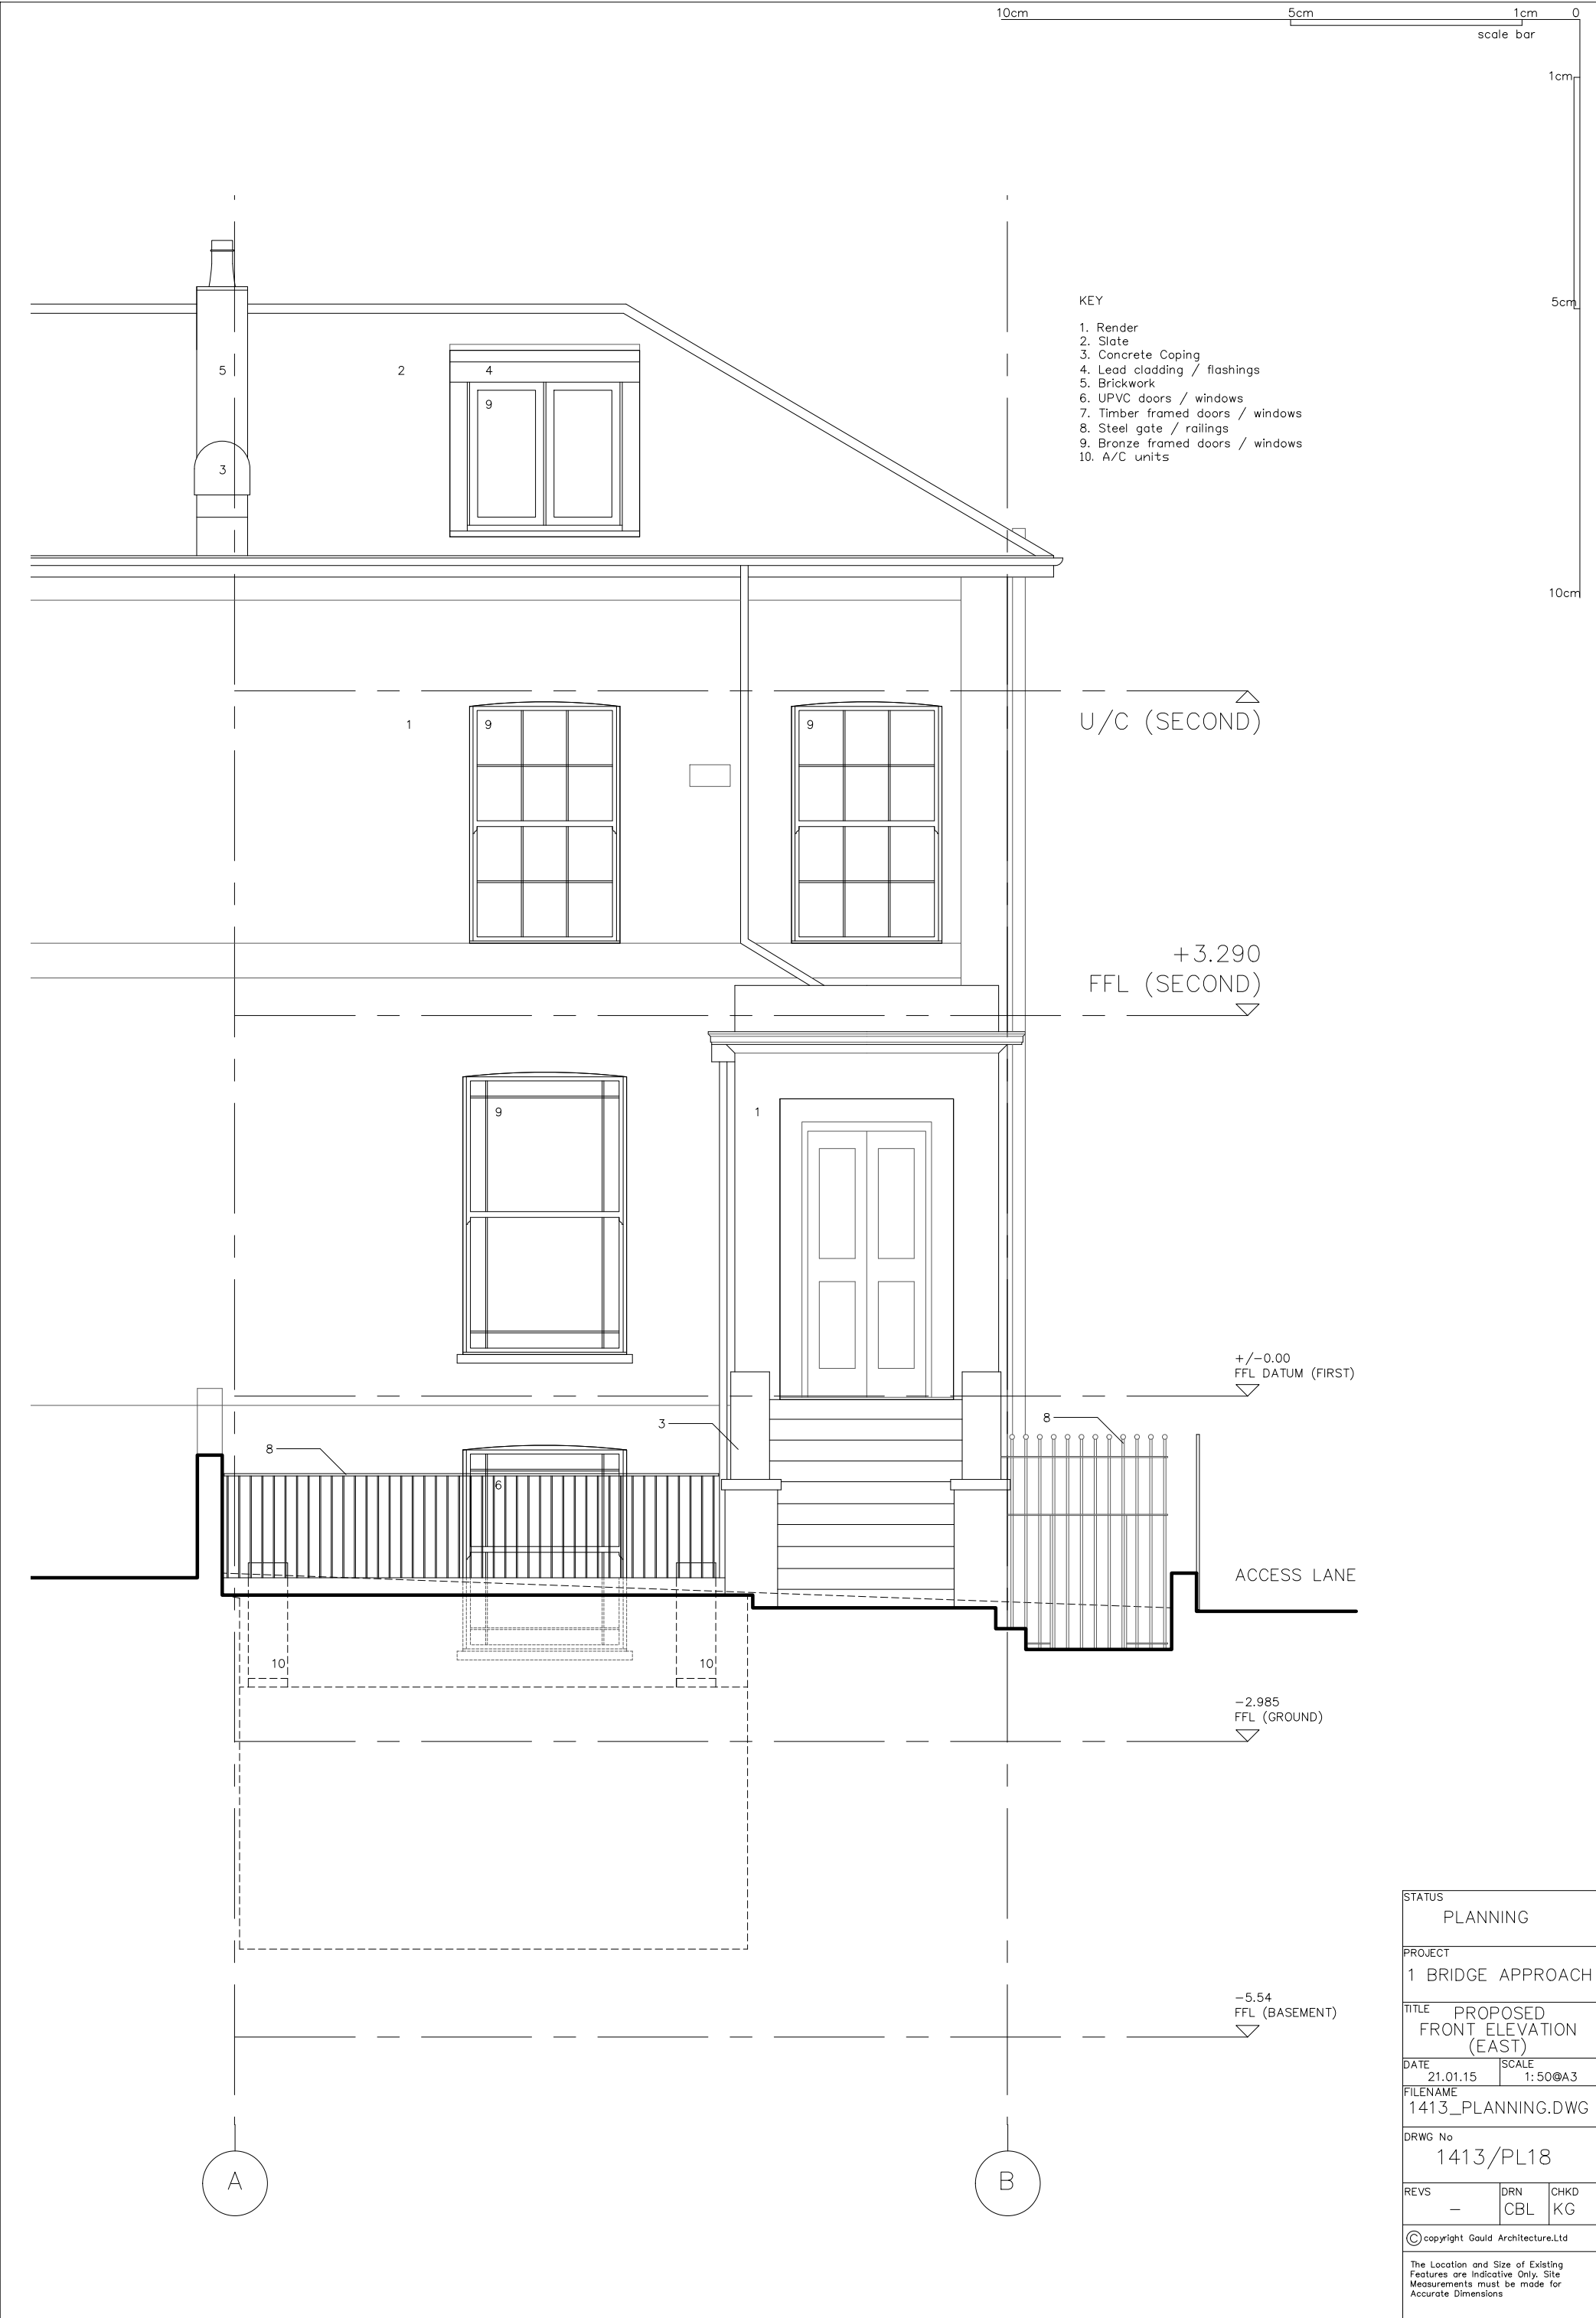 10cm
5cm
1cm
0
scale bar
1cm
5cm
10cm
KEY
1. Render
2. Slate
3. Concrete Coping
4. Lead cladding / flashings
5. Brickwork
6. UPVC doors / windows
7. Timber framed doors / windows
8. Steel gate / railings
9. Bronze framed doors / windows
10. A/C units
5
2
4
9
3
1
9
9
U/C (SECOND)
+3.290
FFL (SECOND)
9
1
+/-0.00
FFL DATUM (FIRST)
3
8
8
6
ACCESS LANE
10
10
-2.985
FFL (GROUND)
-5.54
FFL (BASEMENT)
A
B
STATUS
PLANNING
PROJECT
1 BRIDGE APPROACH
TITLE PROPOSED
FRONT ELEVATION
(EAST)
DATE SCALE
21.01.15 1:50@A3
FILENAME
1413_PLANNING.DWG
DRWG No
1413/PL18
REVS DRN CHKD
- CBL KG
© copyright Gauld Architecture.Ltd
The Location and Size of Existing
Features are Indicative Only. Site
Measurements must be made for
Accurate Dimensions